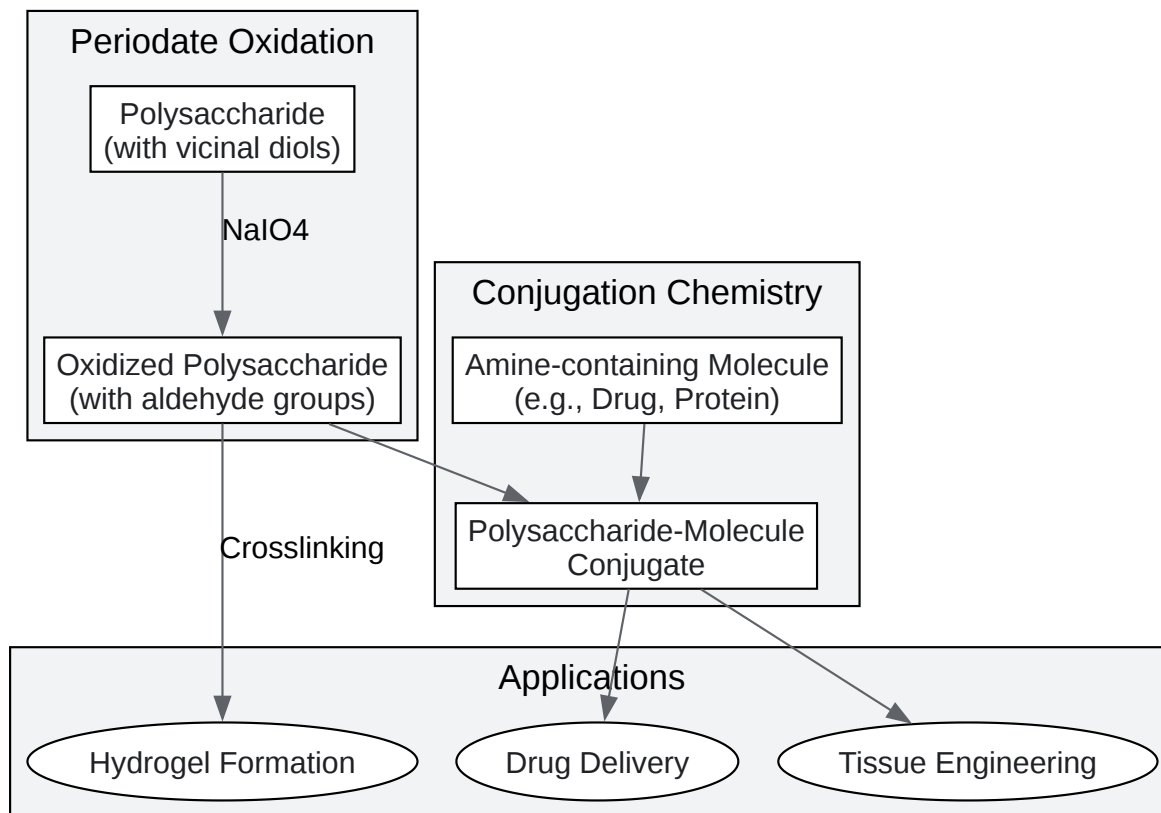 Periodate Oxidation
Polysaccharide
(with vicinal diols)
NaIO4
Oxidized Polysaccharide
(with aldehyde groups)
Conjugation Chemistry
Amine-containing Molecule
(e.g., Drug, Protein)
Polysaccharide-Molecule
Conjugate
Crosslinking
Applications
Hydrogel Formation
Drug Delivery
Tissue Engineering